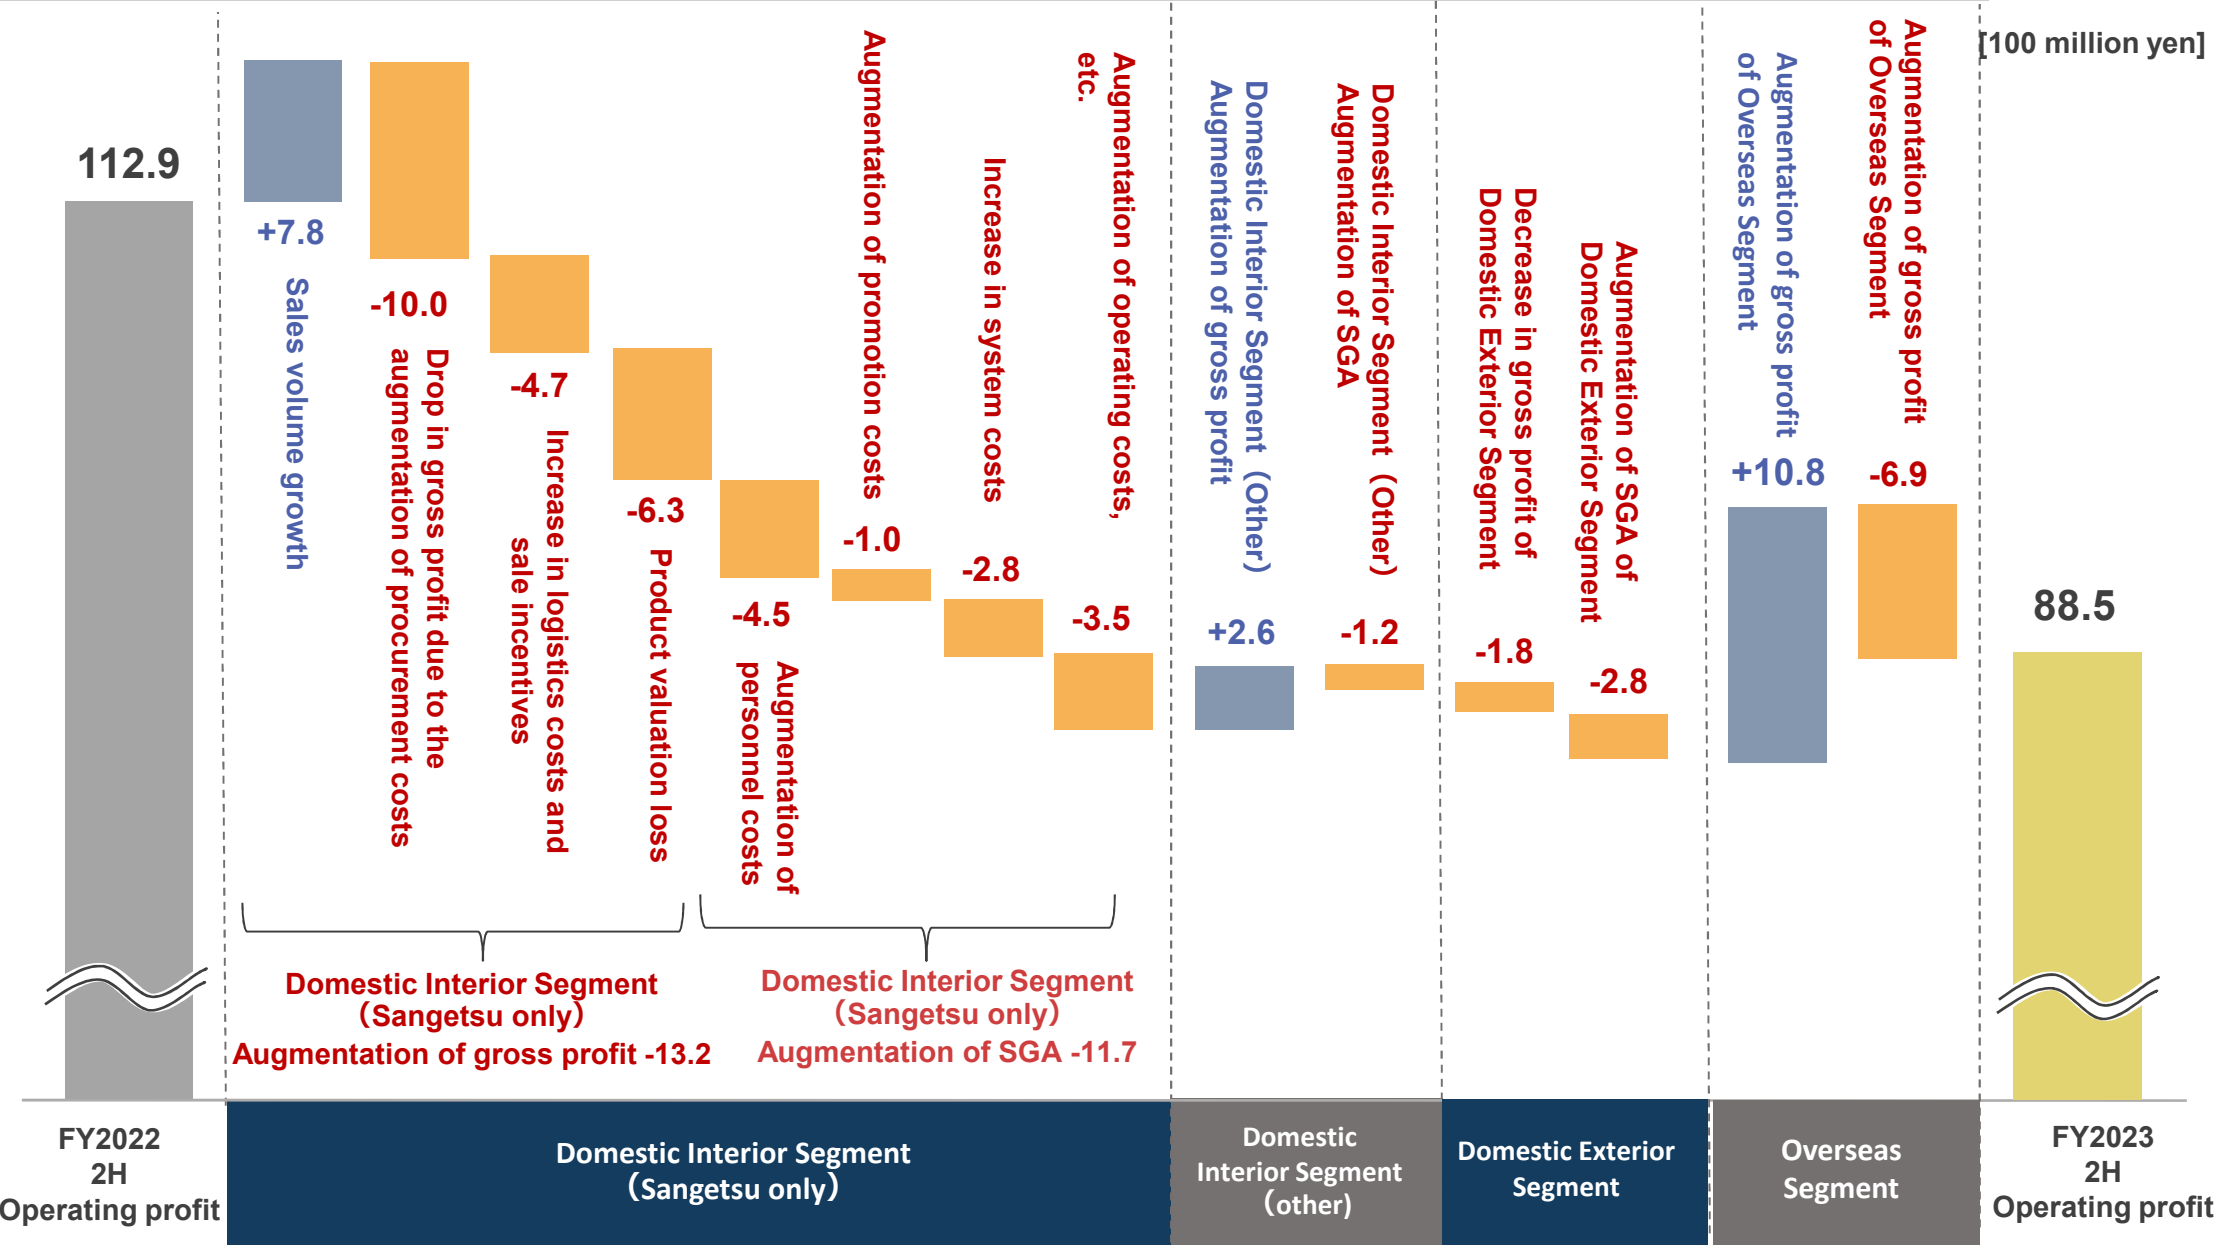 [100 million yen]
112.9
+7.8
Sales volume growth
-10.0
Drop in gross profit due to the
augmentation of procurement costs
-4.7
Increase in logistics costs and
sale incentives
-6.3
Product valuation loss
-4.5
Augmentation of
personnel costs
Augmentation of promotion costs
-1.0
Increase in system costs
-2.8
Augmentation of operating costs,
etc.
-3.5
Domestic Interior Segment (Other)
Augmentation of gross profit
+2.6
Domestic Interior Segment (Other)
Augmentation of SGA
-1.2
Decrease in gross profit of
Domestic Exterior Segment
-1.8
Augmentation of SGA of
Domestic Exterior Segment
-2.8
Augmentation of gross profit
of Overseas Segment
+10.8
Augmentation of gross profit
of Overseas Segment
-6.9
88.5
Domestic Interior Segment
（Sangetsu only）
Augmentation of gross profit -13.2
Domestic Interior Segment
（Sangetsu only）
Augmentation of SGA -11.7
FY2022
2H
Operating profit
Domestic Interior Segment
（Sangetsu only）
Domestic
Interior Segment
（other)
Domestic Exterior
Segment
Overseas
Segment
FY2023
2H
Operating profit